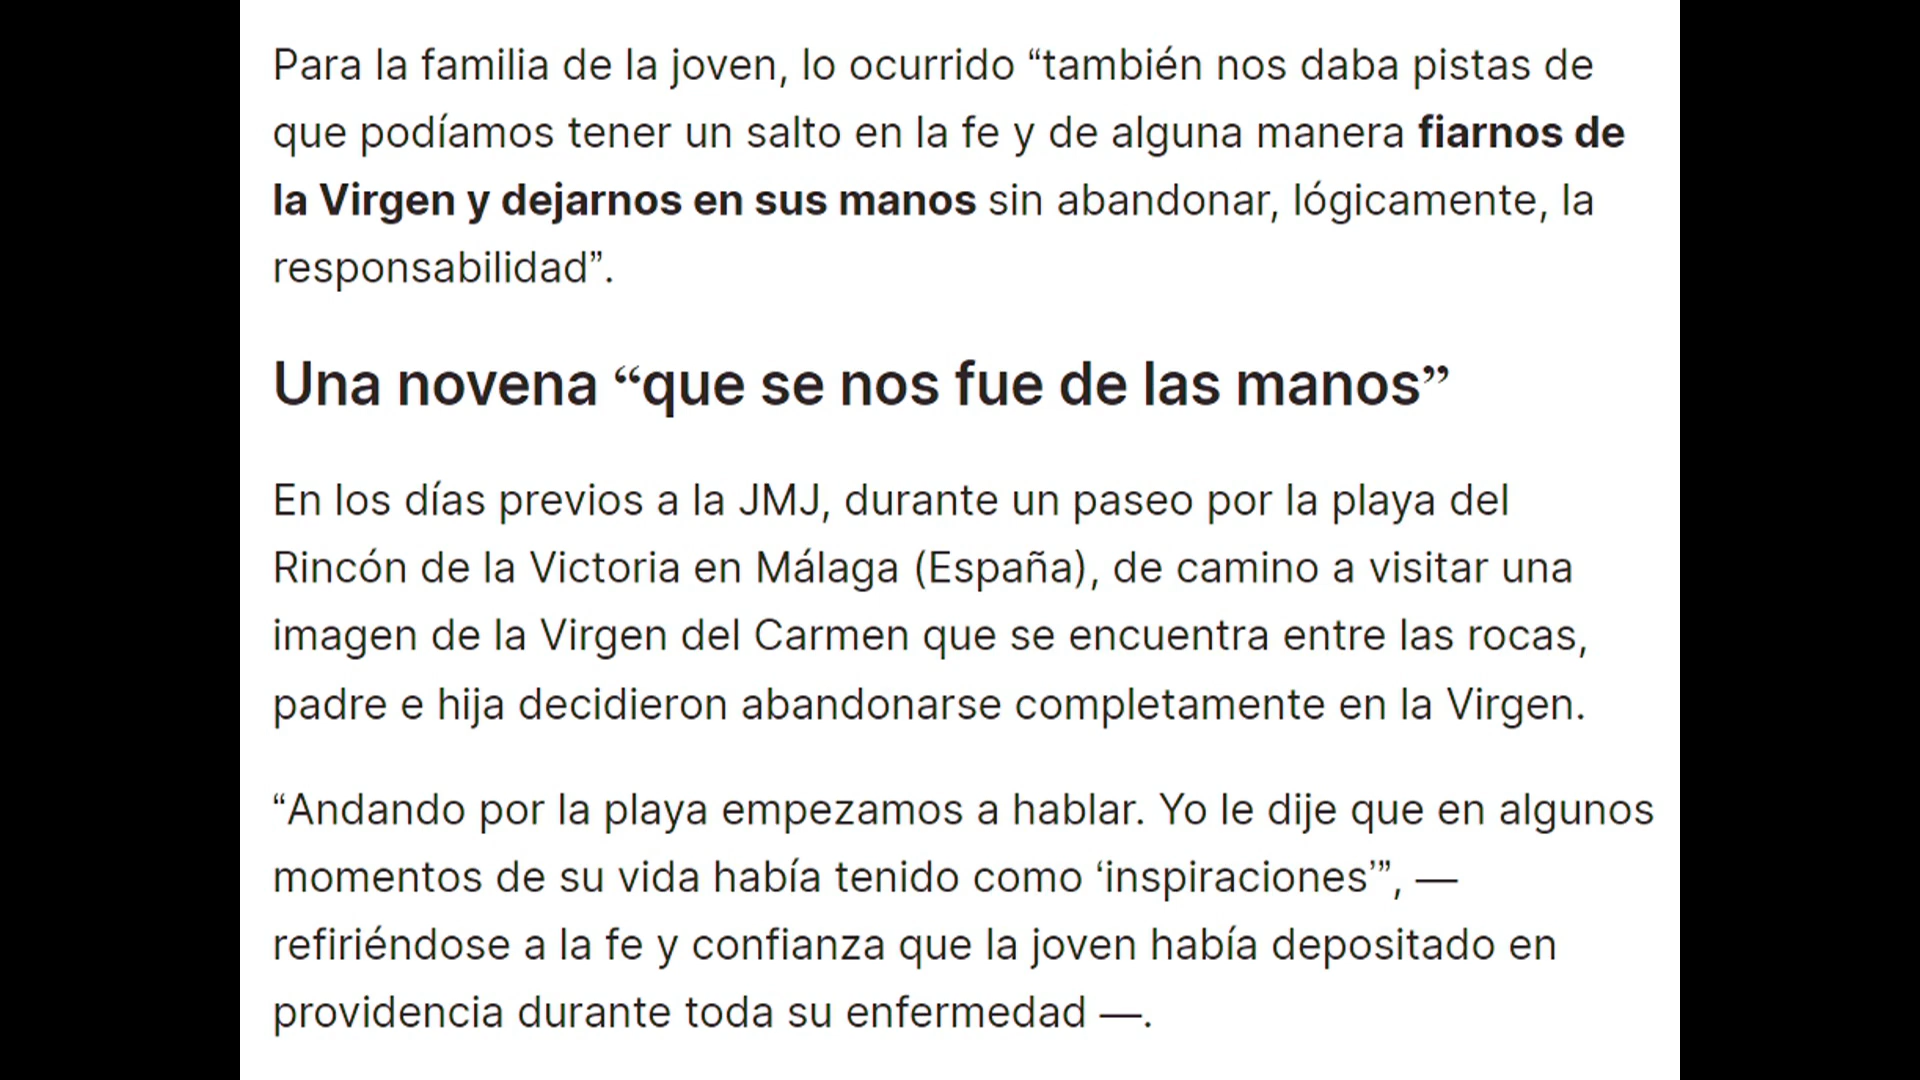 Para la familia de la joven, lo ocurrido “también nos daba pistas de
que podíamos tener un salto en la fe y de alguna manera fiarnos de
la Virgen y dejarnos en sus manos sin abandonar, lógicamente, la
responsabilidad”.
Una novena “que se nos fue de las manos”
En los días previos a la JMJ, durante un paseo por la playa del
Rincón de la Victoria en Málaga (España), de camino a visitar una
imagen de la Virgen del Carmen que se encuentra entre las rocas,
padre e hija decidieron abandonarse completamente en la Virgen.
“Andando por la playa empezamos a hablar. Yo le dije que en algunos
momentos de su vida había tenido como ‘inspiraciones’”, —
refiriéndose a la fe y confianza que la joven había depositado en
providencia durante toda su enfermedad —.